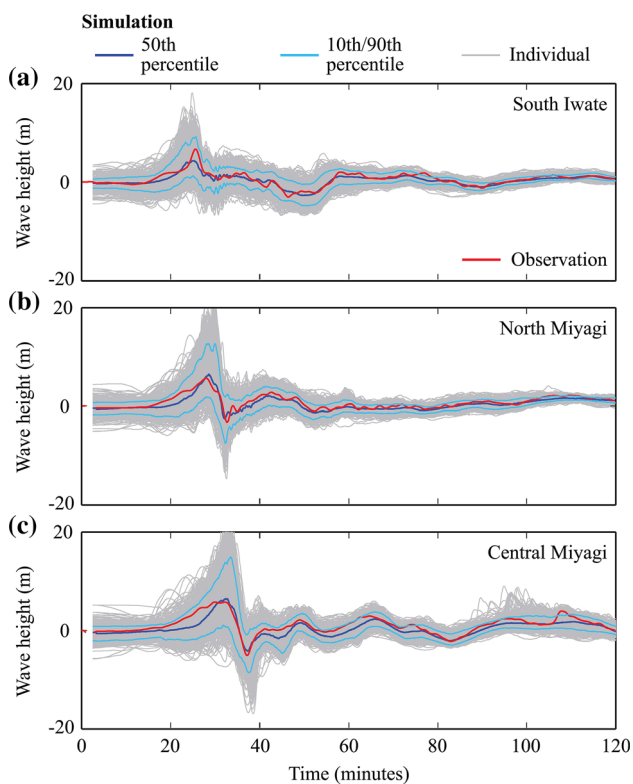 Simulation
50th percentile
10th/90th percentile
Individual
(a)
20
South Iwate
Wave height (m)
0
Observation
-20
(b)
20
North Miyagi
Wave height (m)
0
-20
(c)
20
Central Miyagi
Wave height (m)
0
-20
0 20 40 60 80 100 120
Time (minutes)